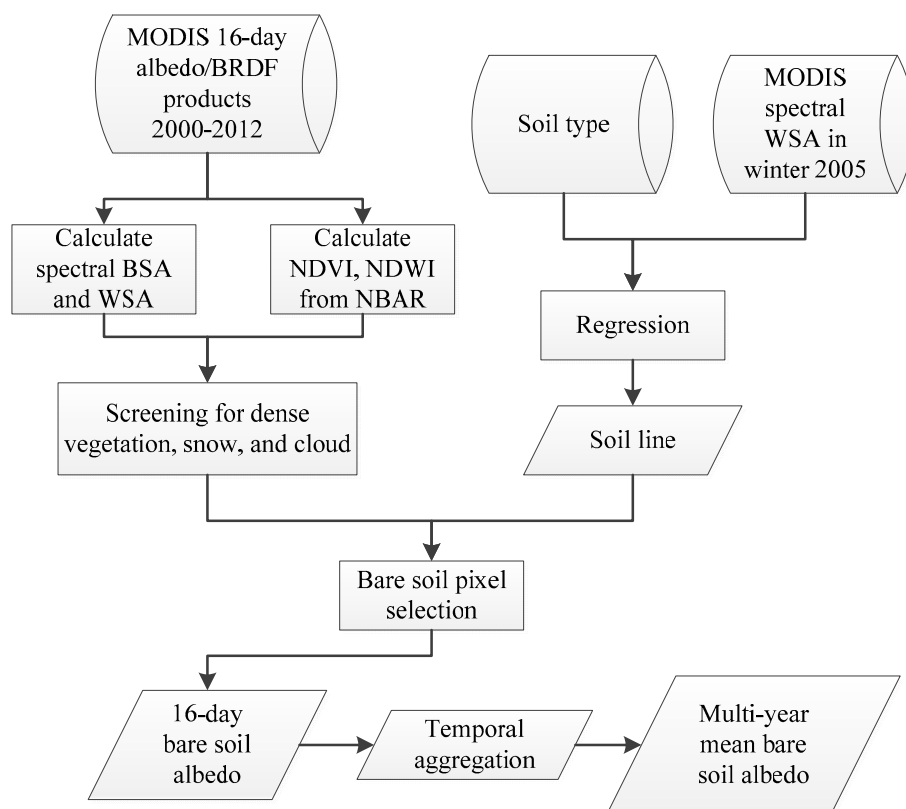 MODIS 16-day
albedo/BRDF
products
2000-2012
Soil type
MODIS
spectral
WSA in
winter 2005
Calculate
spectral BSA
and WSA
Calculate
NDVI, NDWI
from NBAR
Regression
Screening for dense
vegetation, snow, and cloud
Soil line
Bare soil pixel
selection
16-day
bare soil
albedo
Temporal
aggregation
Multi-year
mean bare
soil albedo